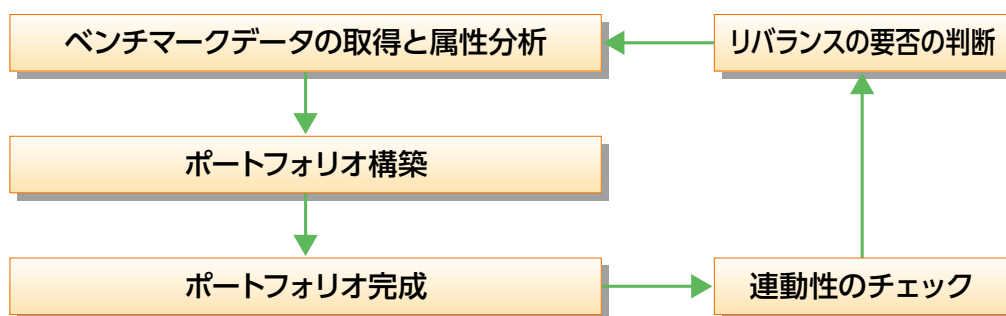 ベンチマークデータの取得と属性分析
リバランスの要否の判断
ポートフォリオ構築
ポートフォリオ完成
連動性のチェック